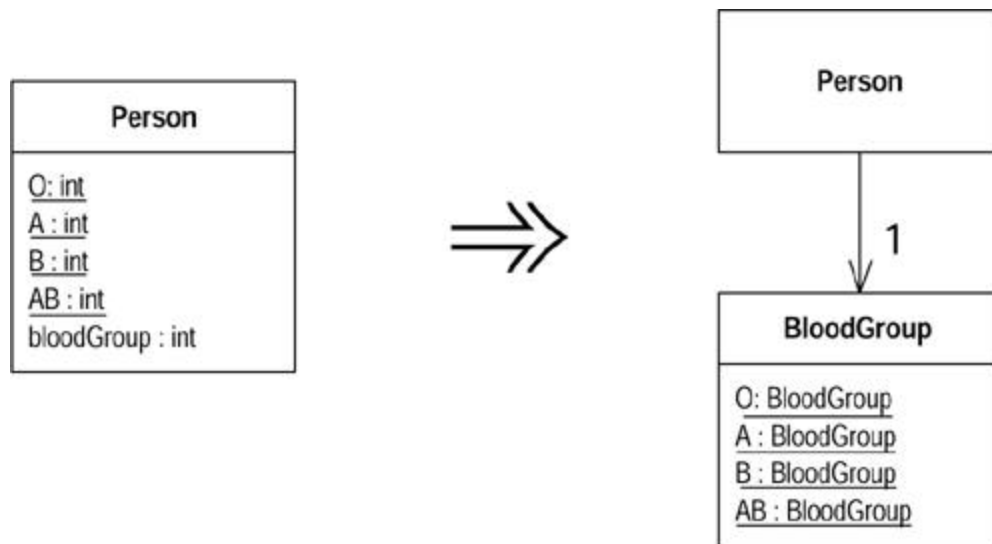 Person
O: int
A : int
B : int
AB : int
bloodGroup : int
Person
1
BloodGroup
O: BloodGroup
A : BloodGroup
B : BloodGroup
AB : BloodGroup